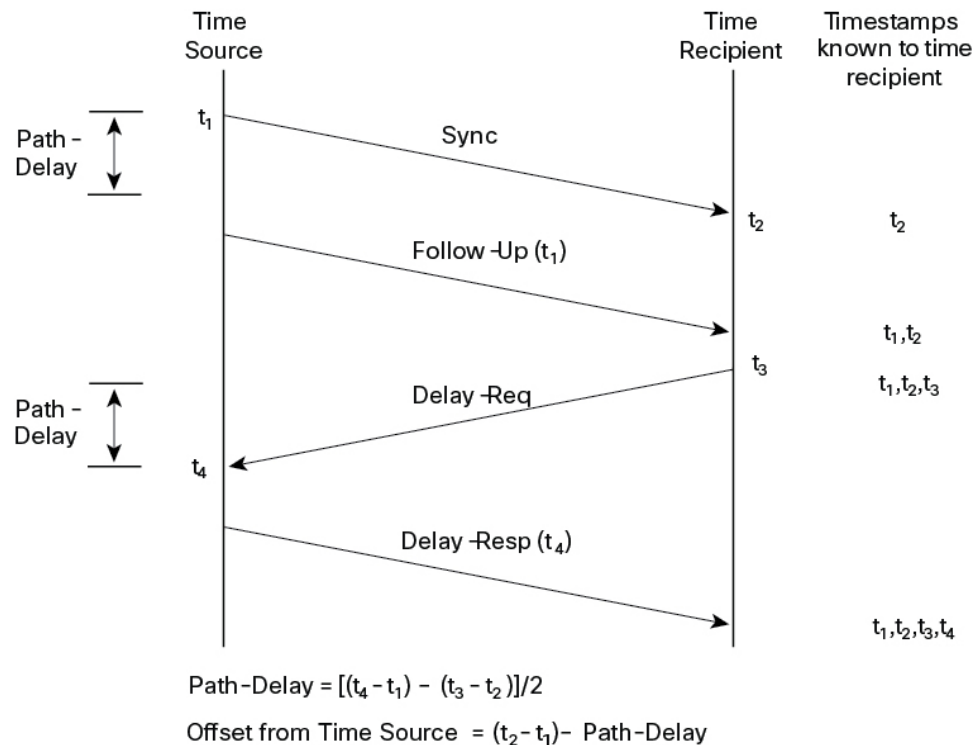 Time
Source
Time
Recipient
Timestamps
known to time
recipient
t₁
Path-
Delay
Sync
t₂
t₂
Follow-Up (t₁)
t₁,t₂
t₃
t₁,t₂,t₃
Delay-Req
Path-
Delay
t₄
Delay-Resp (t₄)
t₁,t₂,t₃,t₄
Path-Delay = [(t₄-t₁) - (t₃-t₂)]/2
Offset from Time Source = (t₂-t₁)- Path-Delay